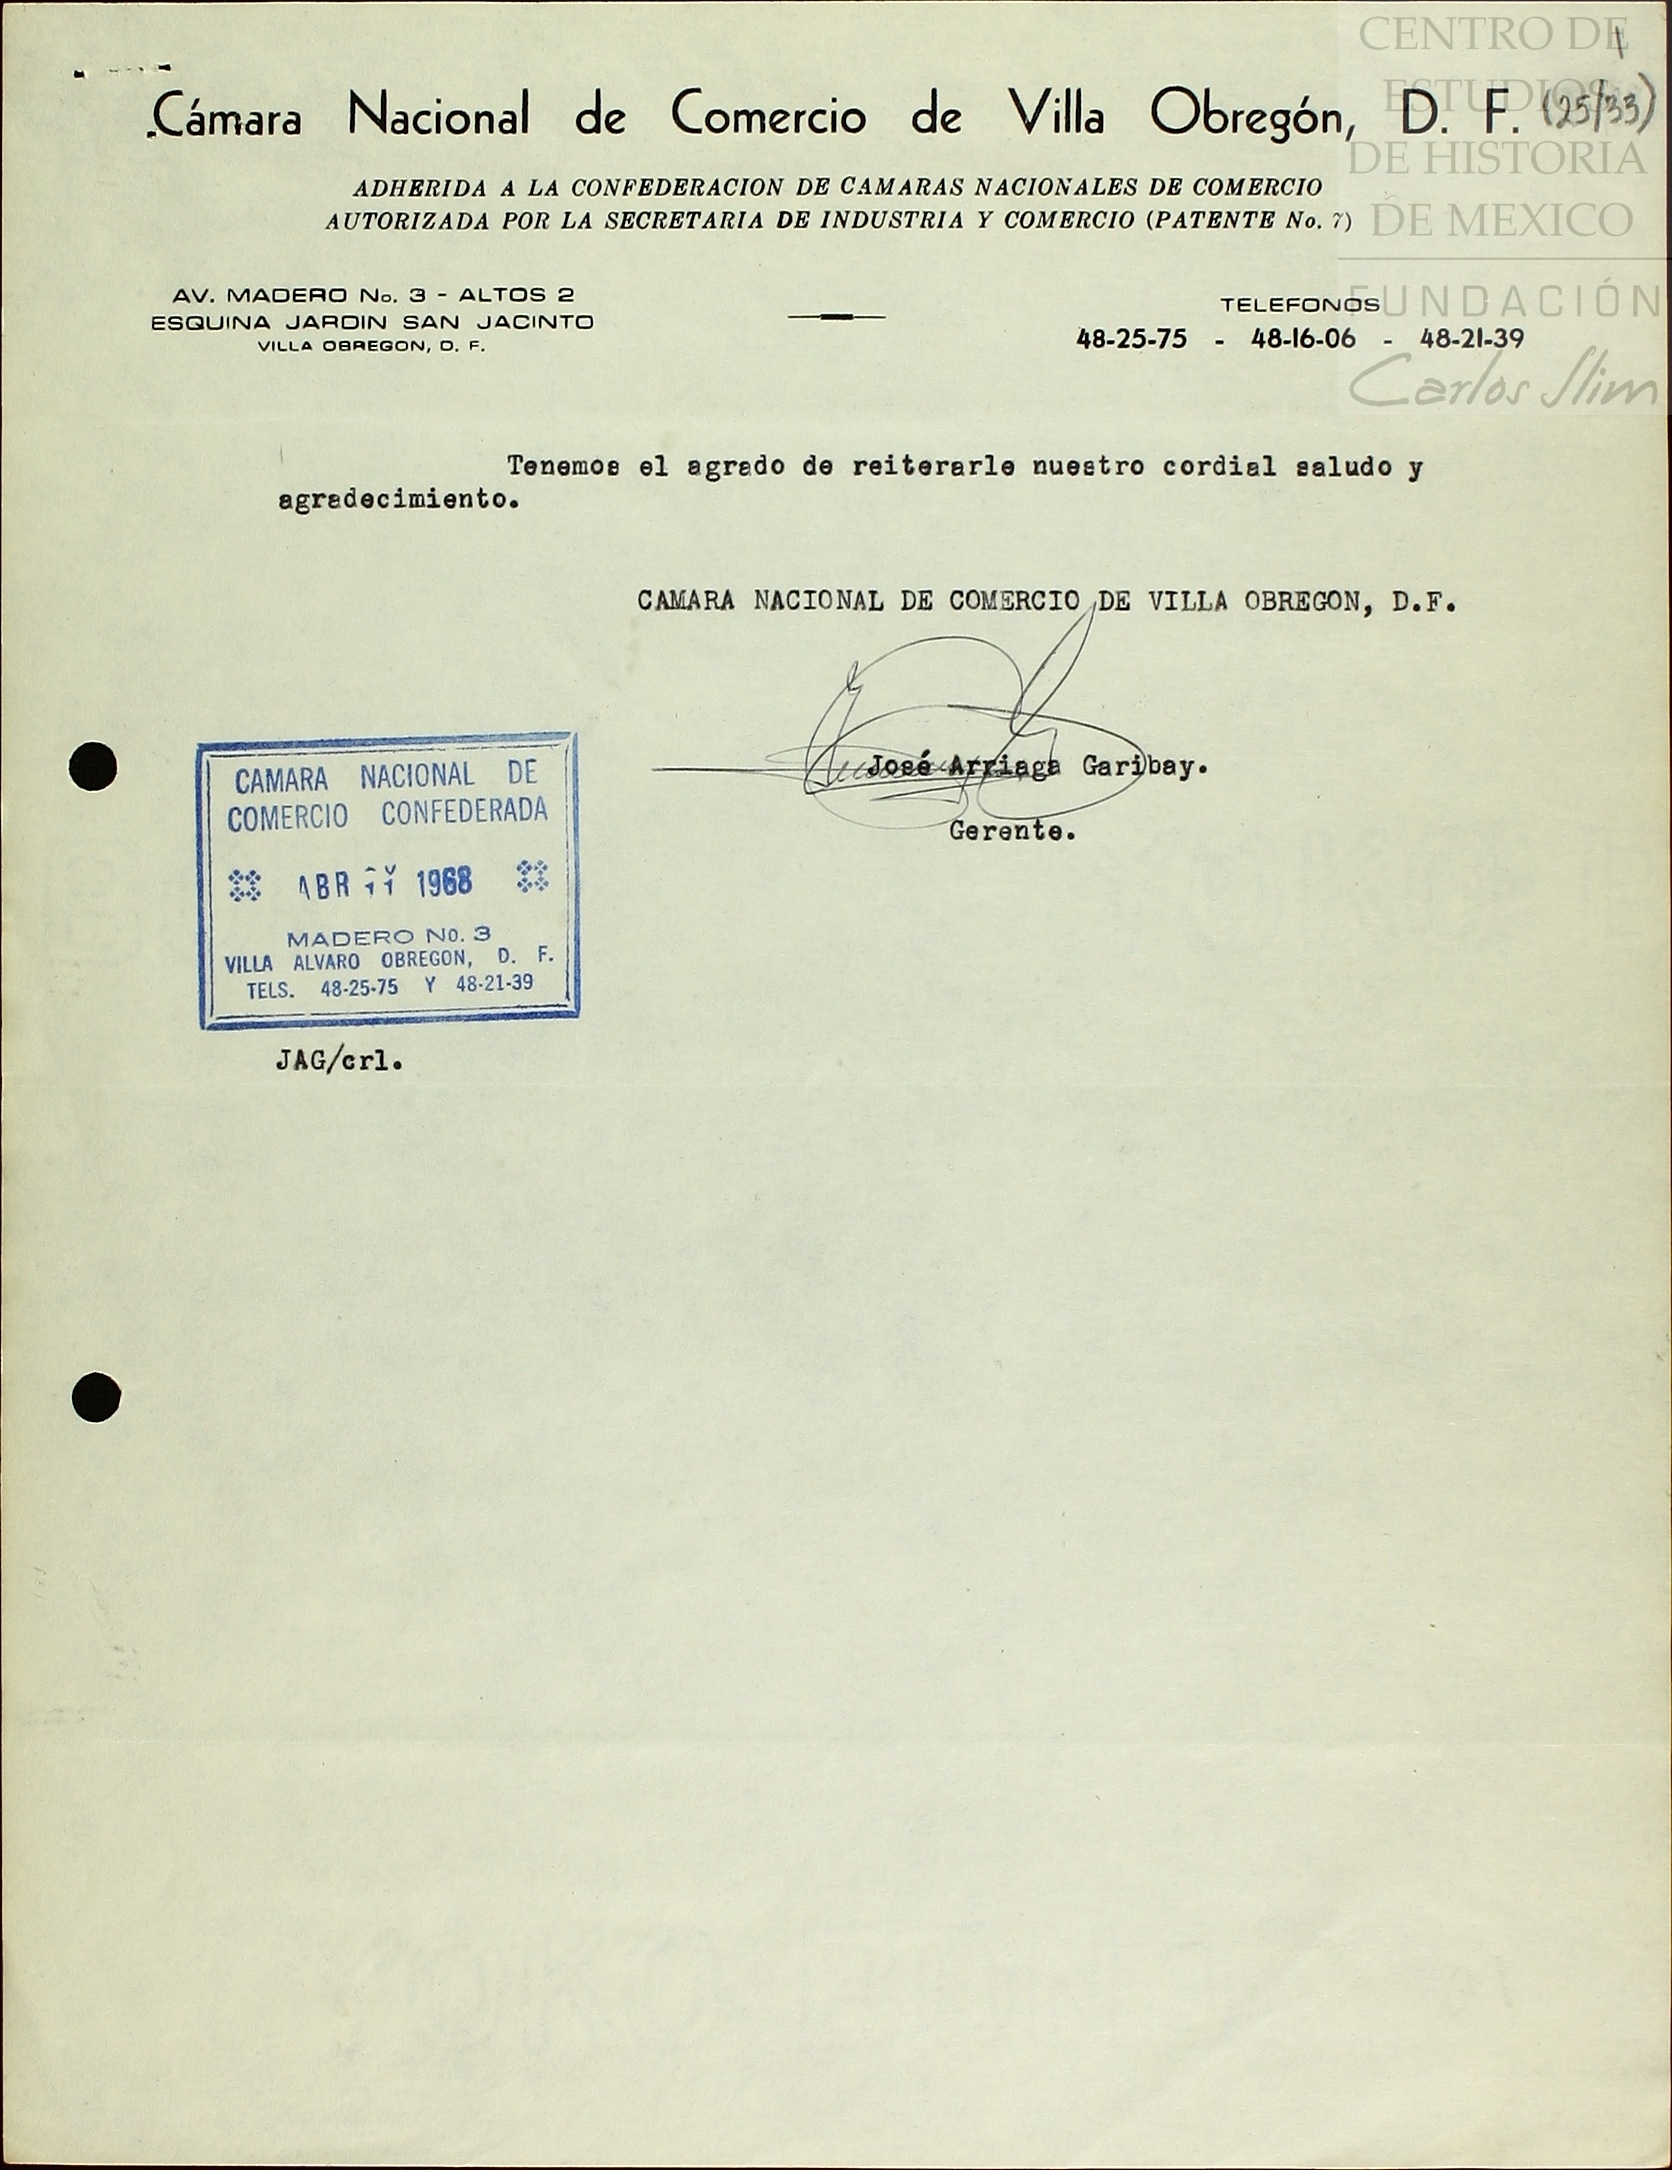 CENTRO DE
ESTUDIOS
DE HISTORIA
DE MEXICO
FUNDACIÓN
Carlos Slim
Cámara Nacional de Comercio de Villa Obregón, D. F. (25/33)
ADHERIDA A LA CONFEDERACION DE CAMARAS NACIONALES DE COMERCIO
AUTORIZADA POR LA SECRETARIA DE INDUSTRIA Y COMERCIO (PATENTE No. 7)
AV. MADERO No. 3 - ALTOS 2
ESQUINA JARDIN SAN JACINTO
VILLA OBREGON, D. F.
TELEFONOS
48-25-75 - 48-16-06 - 48-21-39
Tenemos el agrado de reiterarle nuestro cordial saludo y
agradecimiento.
CAMARA NACIONAL DE COMERCIO DE VILLA OBREGON, D.F.
José Arriaga Garibay.
Gerente.
CAMARA NACIONAL DE
COMERCIO CONFEDERADA
ABR 1968
MADERO NO. 3
VILLA ALVARO OBREGON, D. F.
TELS. 48-25-75 Y 48-21-39
JAG/crl.